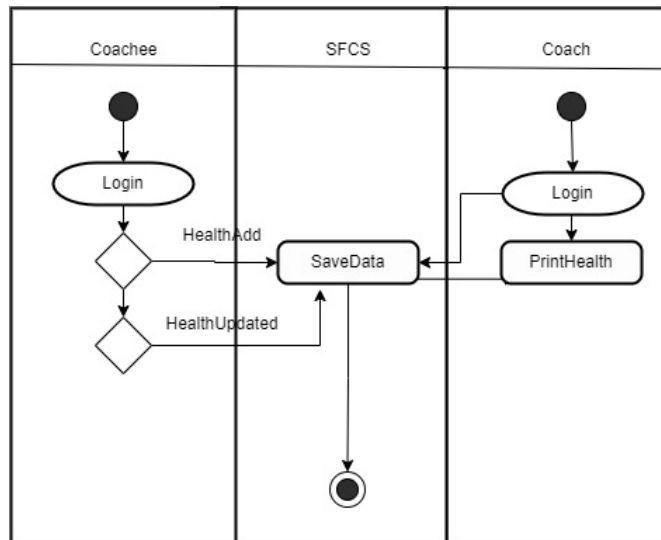 Coachee
SFCS
Coach
Login
Login
HealthAdd
SaveData
PrintHealth
HealthUpdated